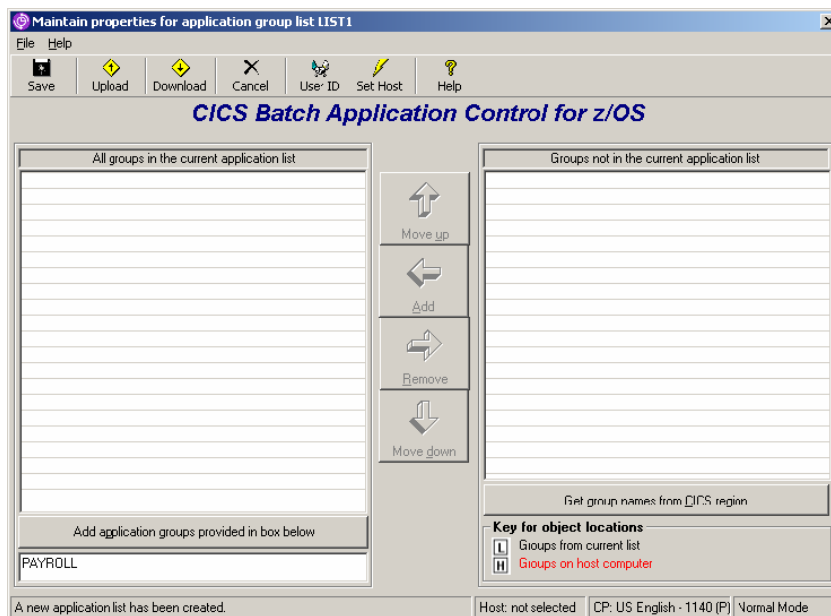 Maintain properties for application group list LIST1
File Help
Save Upload Download Cancel User ID Set Host Help
CICS Batch Application Control for z/OS
All groups in the current application list
Groups not in the current application list
Move up
Add
Remove
Move down
Get group names from CICS region
Add application groups provided in box below
Key for object locations
L Groups from current list
H Groups on host computer
PAYROLL
A new application list has been created. Host: not selected CP: US English - 1140 (P) Normal Mode